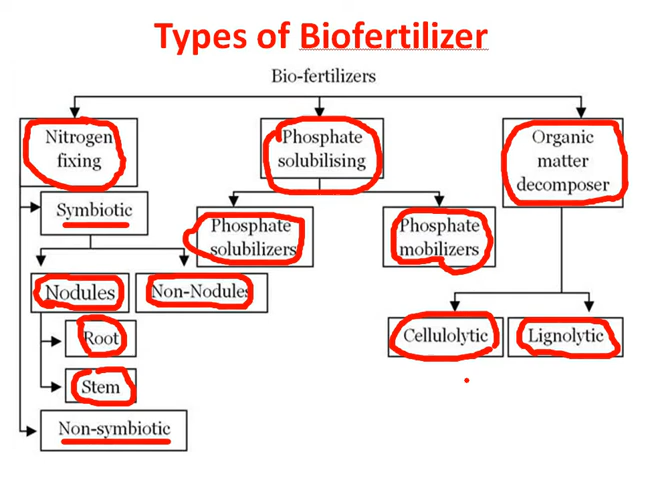 Types of Biofertilizer
Bio-fertilizers
Nitrogen
fixing
Phosphate
solubilising
Organic
matter
decomposer
Symbiotic
Phosphate
solubilizers
Phosphate
mobilizers
Nodules
Non-Nodules
Root
Cellulolytic
Lignolytic
Stem
Non-symbiotic